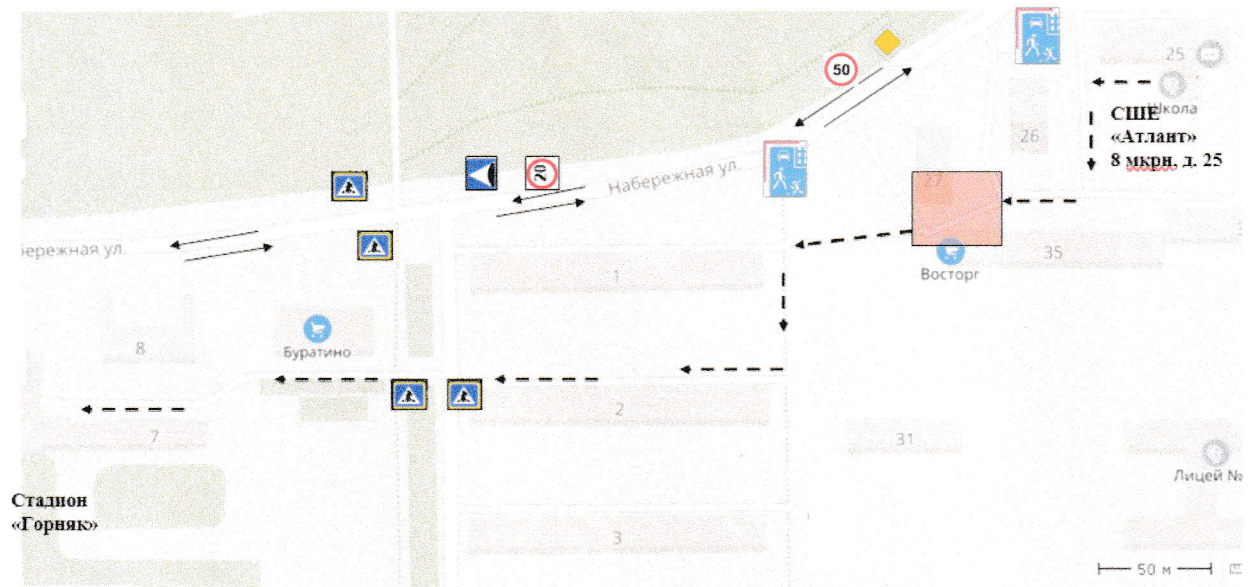 25
Школа
СШЕ
«Атлант»
8 мкрн, д. 25
50
26
27
20
Набережная ул.
бережная ул.
35
Восторг
1
8
Буратино
2
7
31
Лицей №
Стадион
«Горняк»
3
50 м